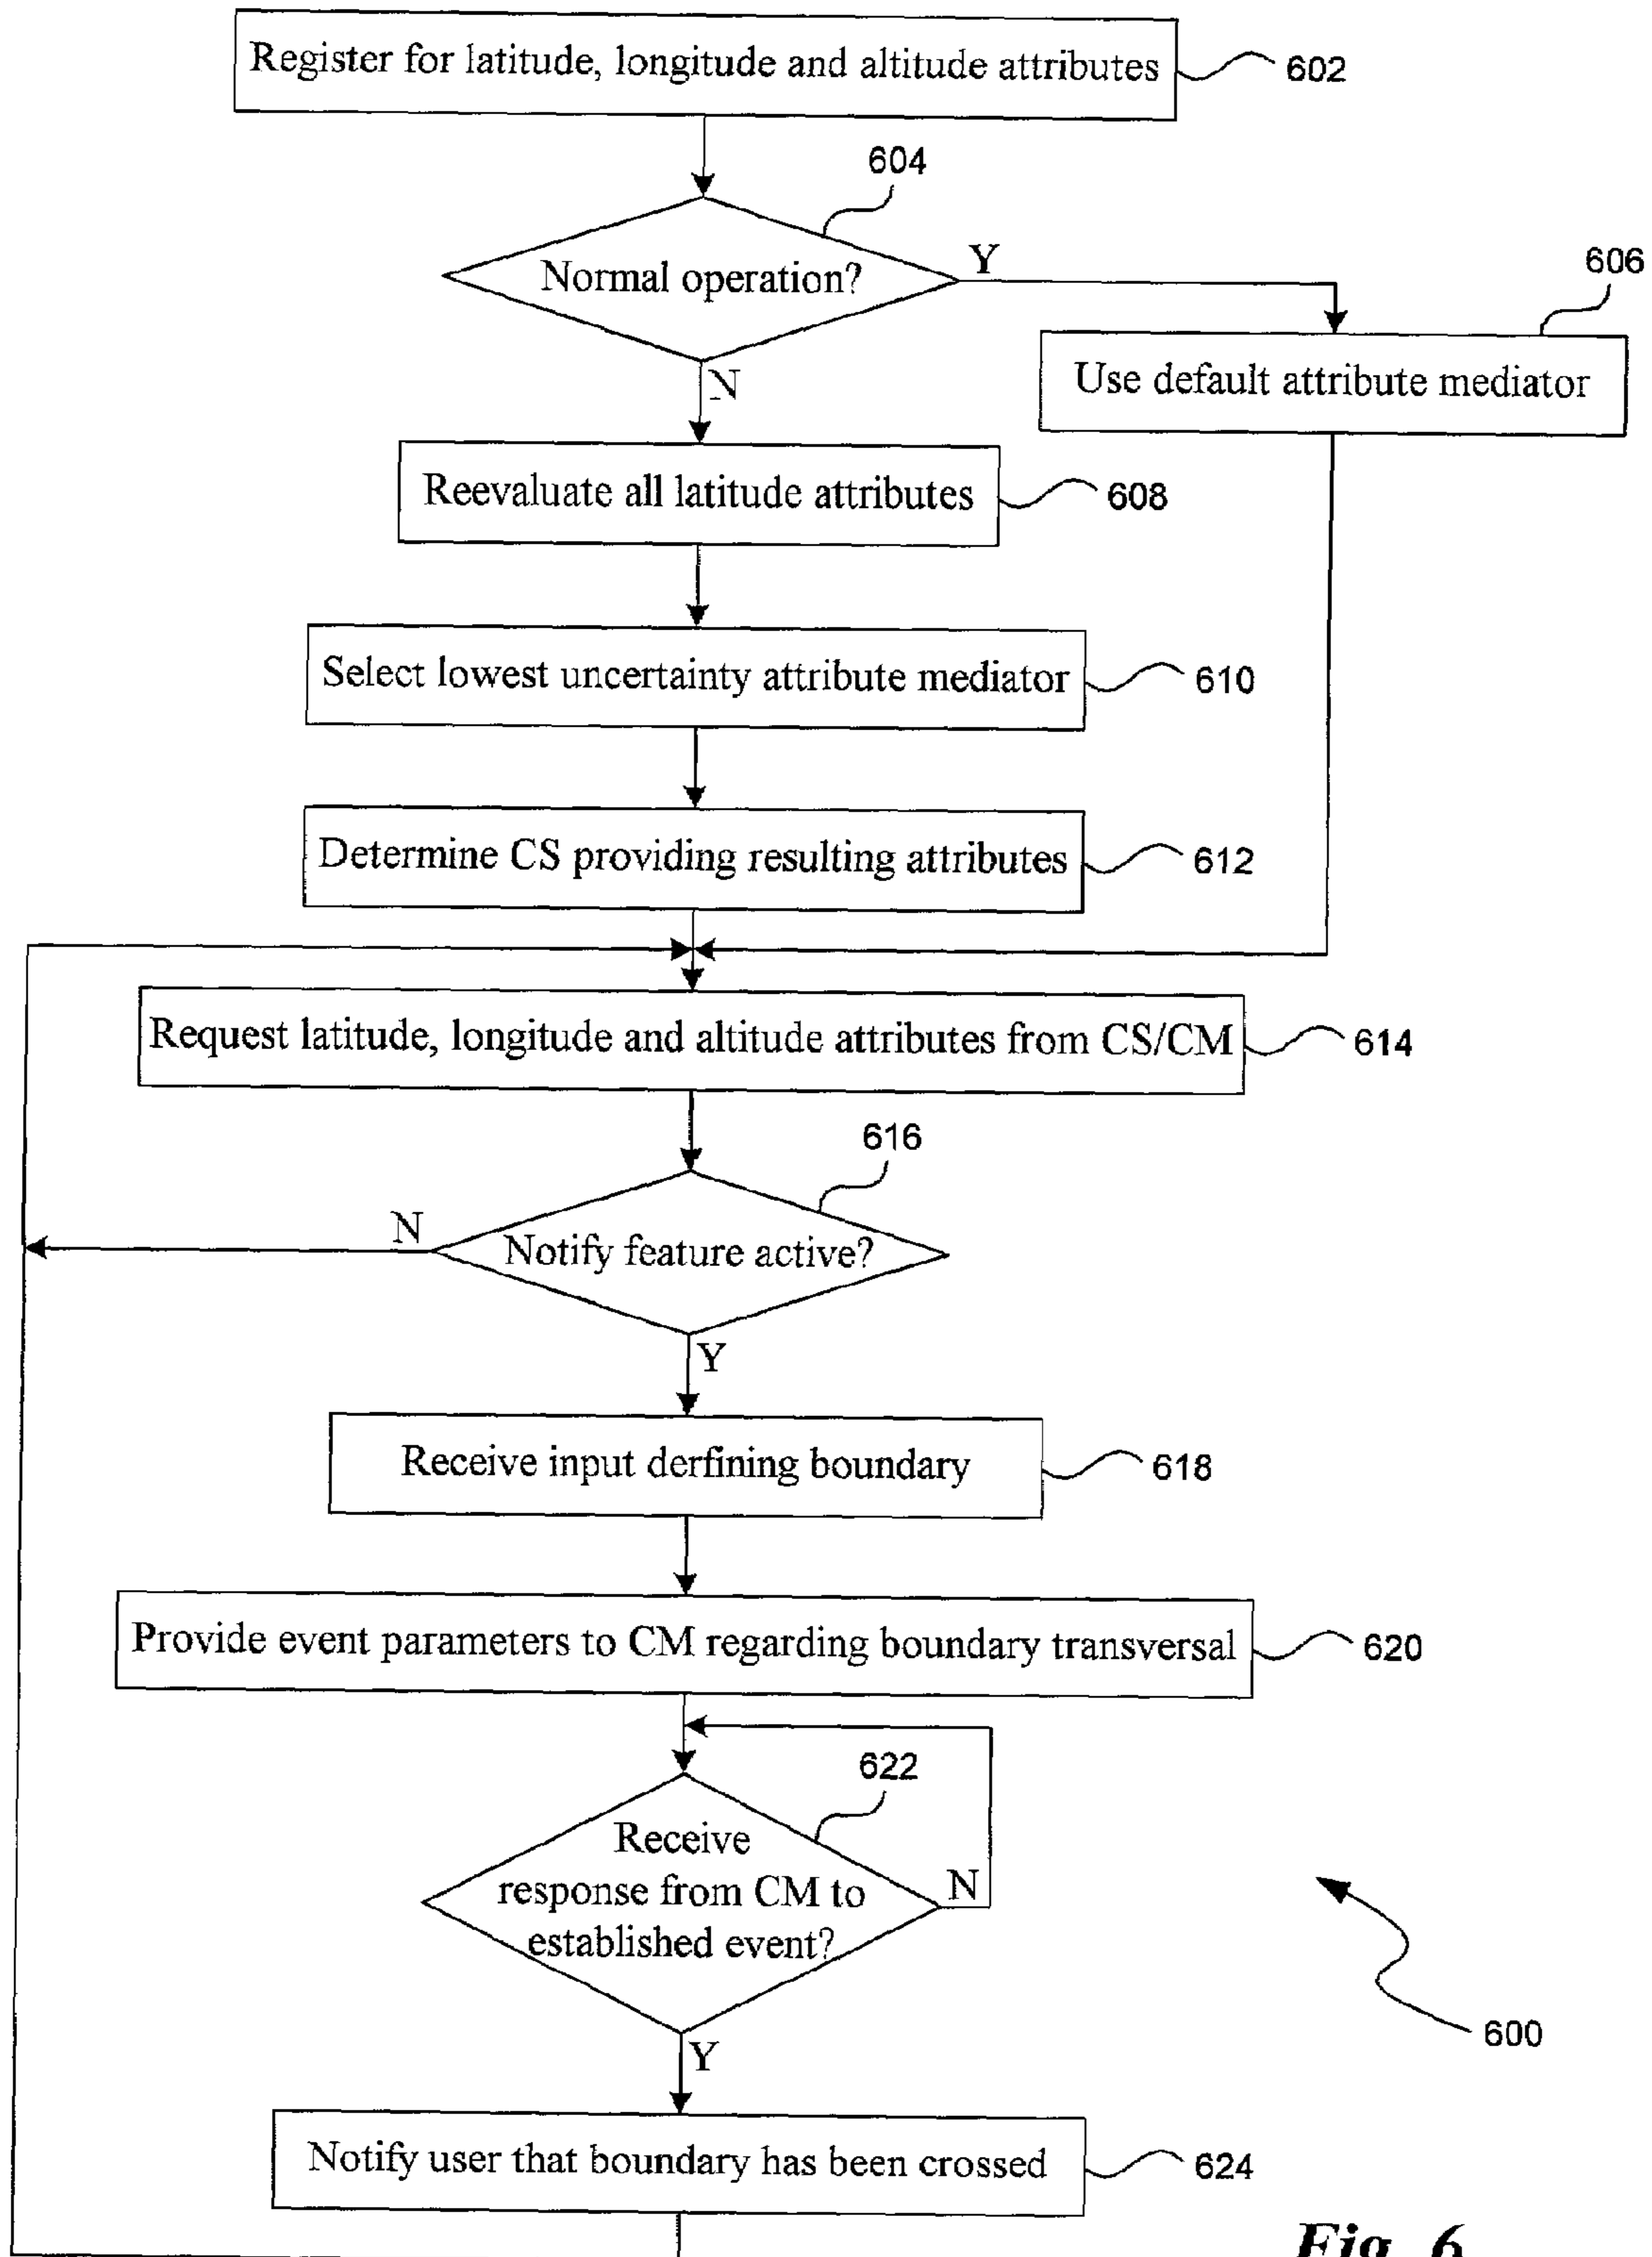 Register for latitude, longitude and altitude attributes
602
604
Normal operation?
Y
606
Use default attribute mediator
N
Reevaluate all latitude attributes
608
Select lowest uncertainty attribute mediator
610
Determine CS providing resulting attributes
612
Request latitude, longitude and altitude attributes from CS/CM
614
616
N
Notify feature active?
Y
Receive input derfining boundary
618
Provide event parameters to CM regarding boundary transversal
620
622
Receive
response from CM to
established event?
N
600
Y
Notify user that boundary has been crossed
624
Fig. 6